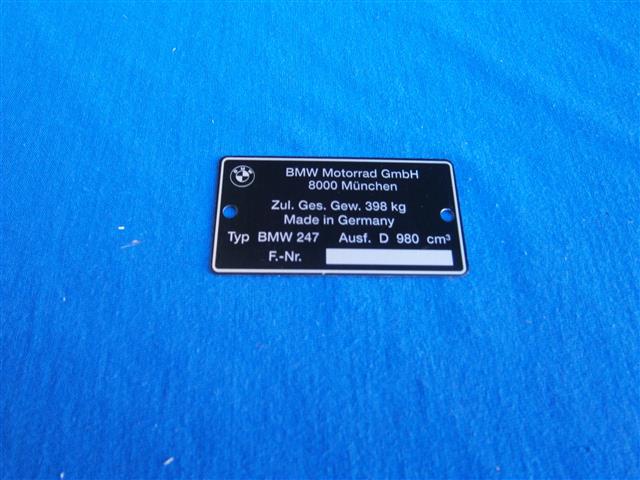 BMW
BMW Motorrad GmbH
8000 München
Zul. Ges. Gew. 398 kg
Made in Germany
Typ BMW 247 Ausf. D 980 cm³
F.-Nr.